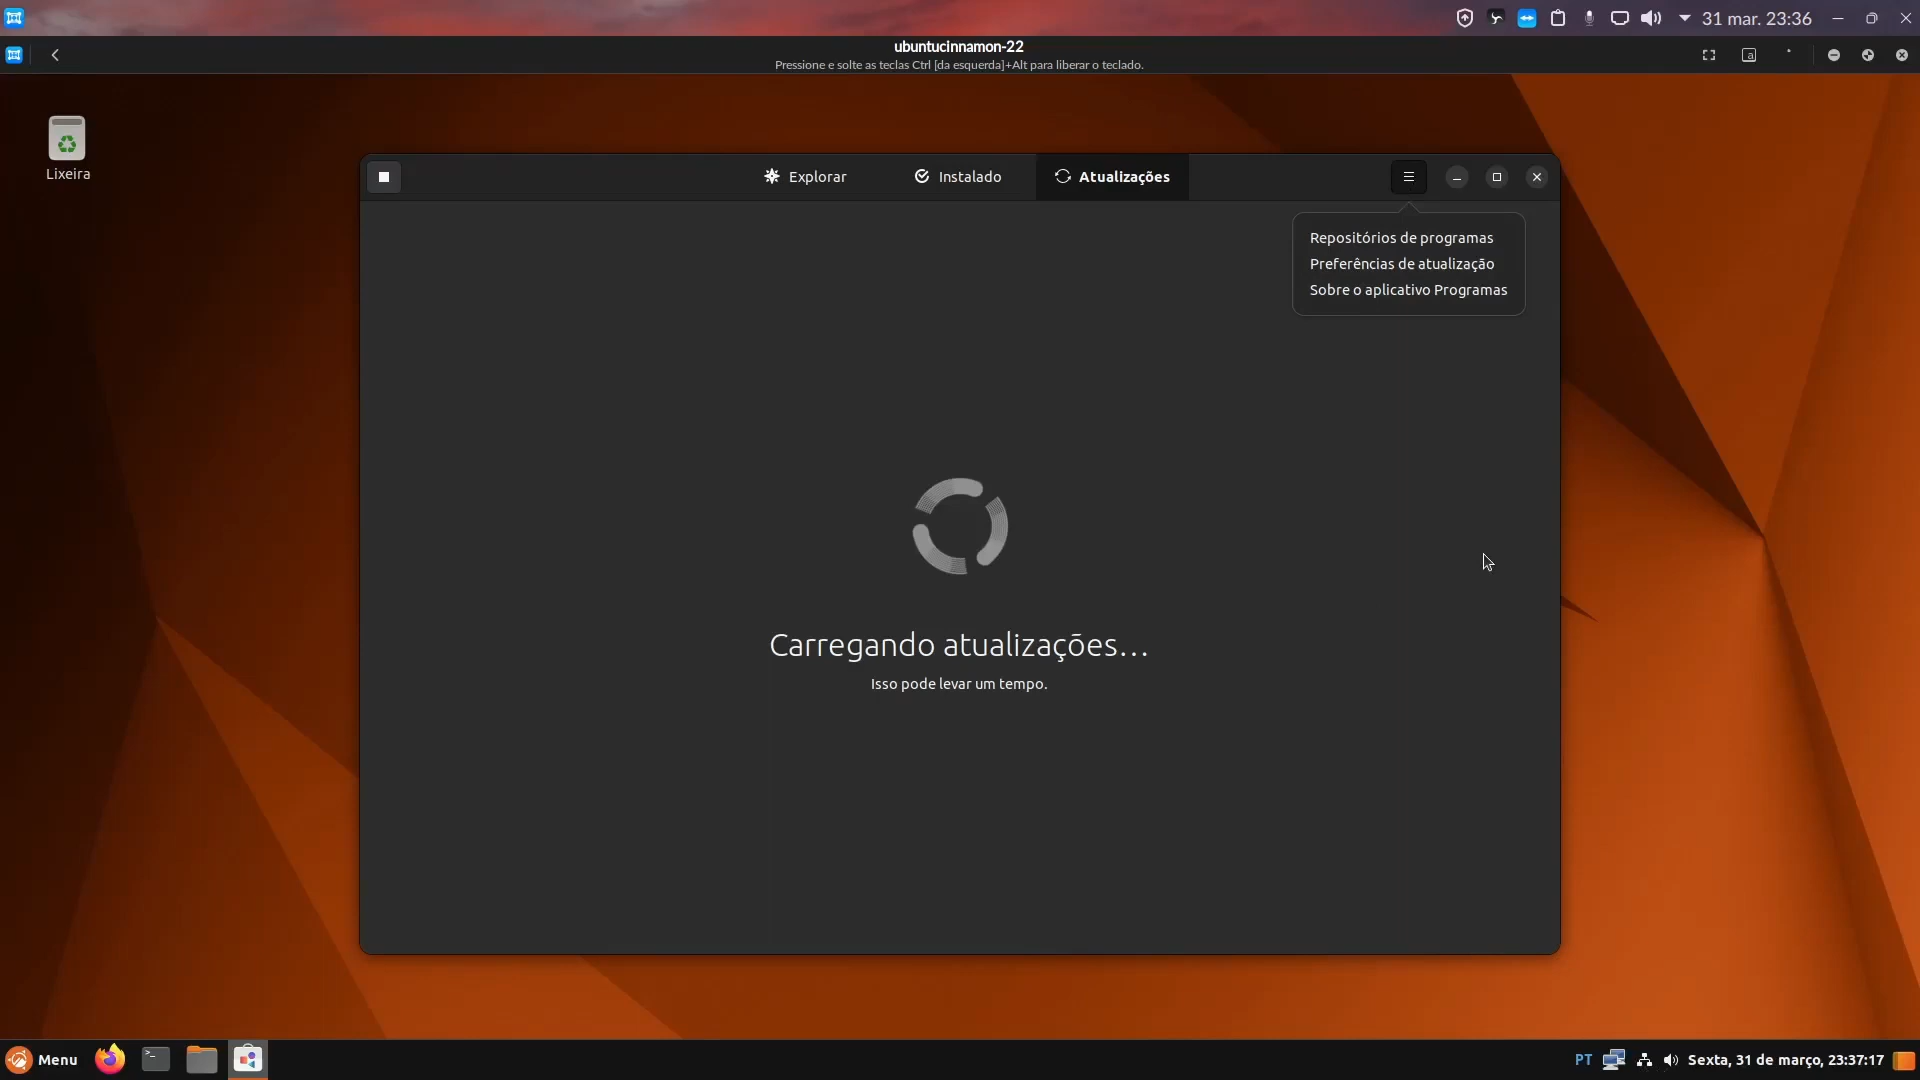 31 mar. 23:36
ubuntucinnamon-22
Pressione e solte as teclas Ctrl [da esquerda]+Alt para liberar o teclado.
Lixeira
Explorar
Instalado
Atualizações
Repositórios de programas
Preferências de atualização
Sobre o aplicativo Programas
Carregando atualizações...
Isso pode levar um tempo.
Menu
PT
Sexta, 31 de março, 23:37:17